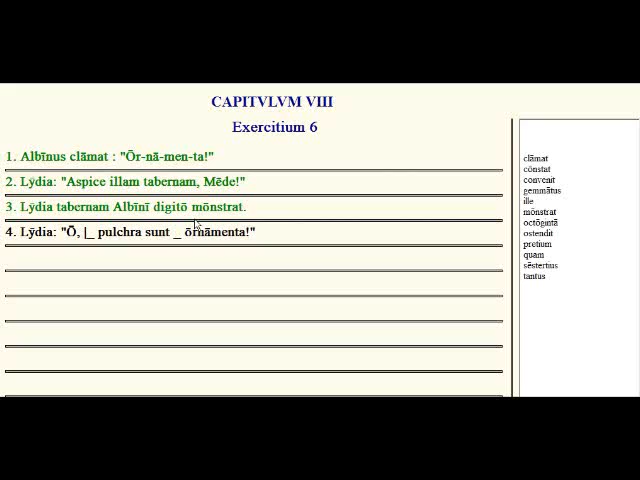 CAPITVLVM VIII
Exercitium 6
1. Albīnus clāmat : "Ōr-nā-men-ta!"
2. Lȳdia: "Aspice illam tabernam, Mēde!"
3. Lȳdia tabernam Albīnī digitō mōnstrat.
4. Lȳdia: "Ō, |_ pulchra sunt _ ōrnāmenta!"
clāmat
cōnstat
convenit
gemmātus
ille
mōnstrat
octōgintā
ostendit
pretium
quam
sēstertius
tantus